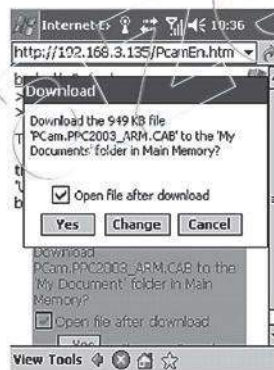 Internet Ex 10:36
http://192.168.3.135/PcamEn.htm
Download
Download the 949 KB file
'PCam.PPC2003_ARM.CAB' to the 'My
Documents' folder in Main Memory?
Open file after download
Yes Change Cancel
Download
PCam.PPC2003_ARM.CAB to the
'My Document' folder in Main
Memory?
Open file after download
Yes
View Tools